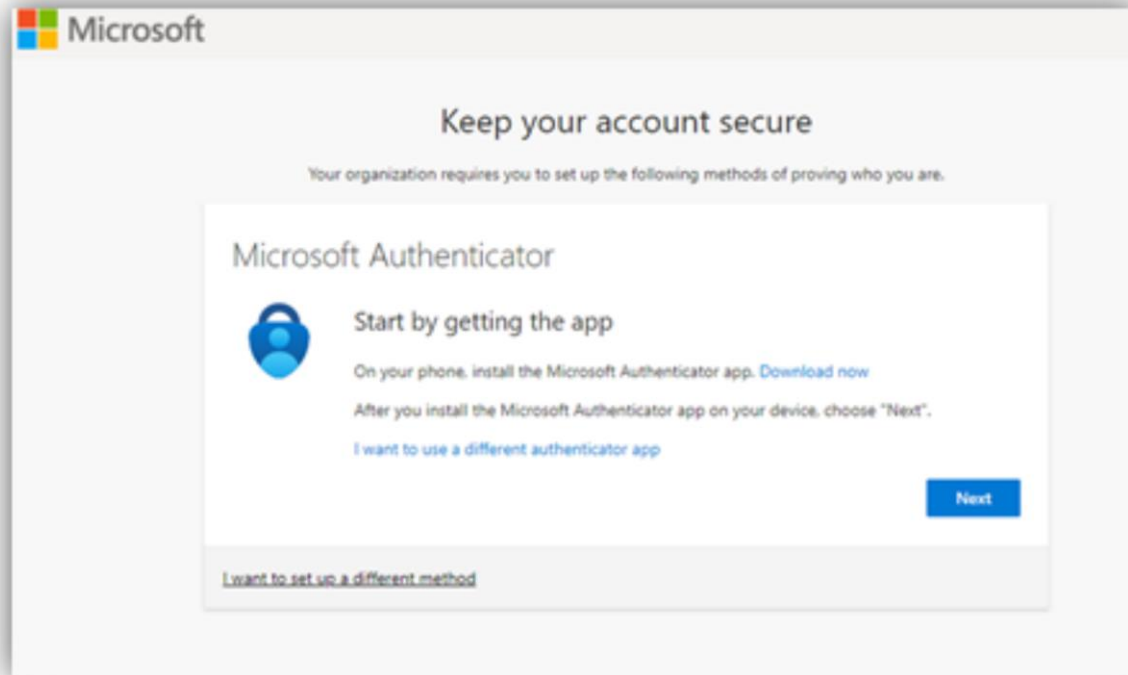 Microsoft
Keep your account secure
Your organization requires you to set up the following methods of proving who you are.
Microsoft Authenticator
Start by getting the app
On your phone, install the Microsoft Authenticator app. Download now
After you install the Microsoft Authenticator app on your device, choose "Next".
I want to use a different authenticator app
Next
I want to set up a different method